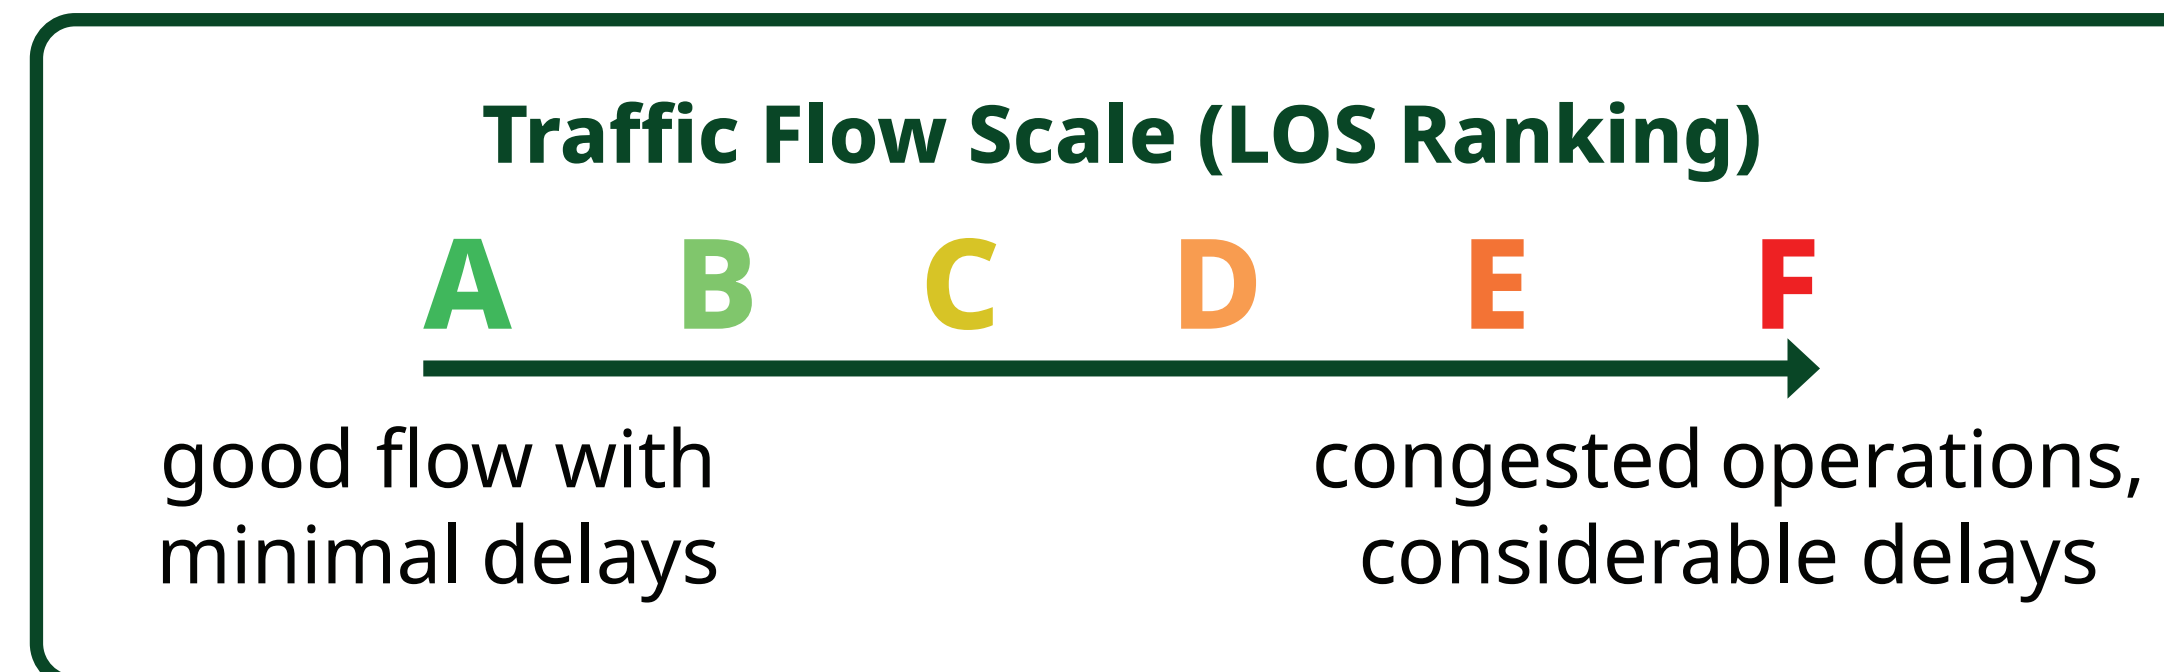 Traffic Flow Scale (LOS Ranking)
A B C D E F
good flow with
minimal delays
congested operations,
considerable delays